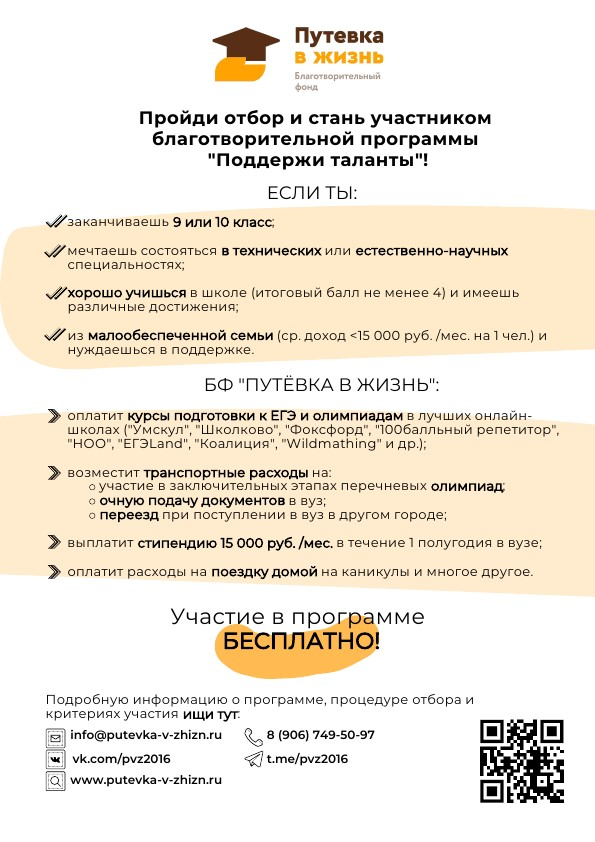 Путевка
в жизнь
Благотворительный
фонд
Пройди отбор и стань участником
благотворительной программы
"Поддержи таланты"!
ЕСЛИ ТЫ:
заканчиваешь 9 или 10 класс;
мечтаешь состояться в технических или естественно-научных
специальностях;
хорошо учишься в школе (итоговый балл не менее 4) и имеешь
различные достижения;
из малообеспеченной семьи (ср. доход <15 000 руб. /мес. на 1 чел.) и
нуждаешься в поддержке.
БФ "ПУТЁВКА В ЖИЗНЬ":
оплатит курсы подготовки к ЕГЭ и олимпиадам в лучших онлайн-
школах ("Умскул", "Школково", "Фоксфорд", "100балльный репетитор",
"НОО", "ЕГЭLand", "Коалиция", "Wildmathing" и др.);
возместит транспортные расходы на:
○ участие в заключительных этапах перечневых олимпиад;
○ очную подачу документов в вуз;
○ переезд при поступлении в вуз в другом городе;
выплатит стипендию 15 000 руб. /мес. в течение 1 полугодия в вузе;
оплатит расходы на поездку домой на каникулы и многое другое.
Участие в программе
БЕСПЛАТНО!
Подробную информацию о программе, процедуре отбора и
критериях участия ищи тут:
info@putevka-v-zhizn.ru 8 (906) 749-50-97
vk.com/pvz2016 t.me/pvz2016
www.putevka-v-zhizn.ru